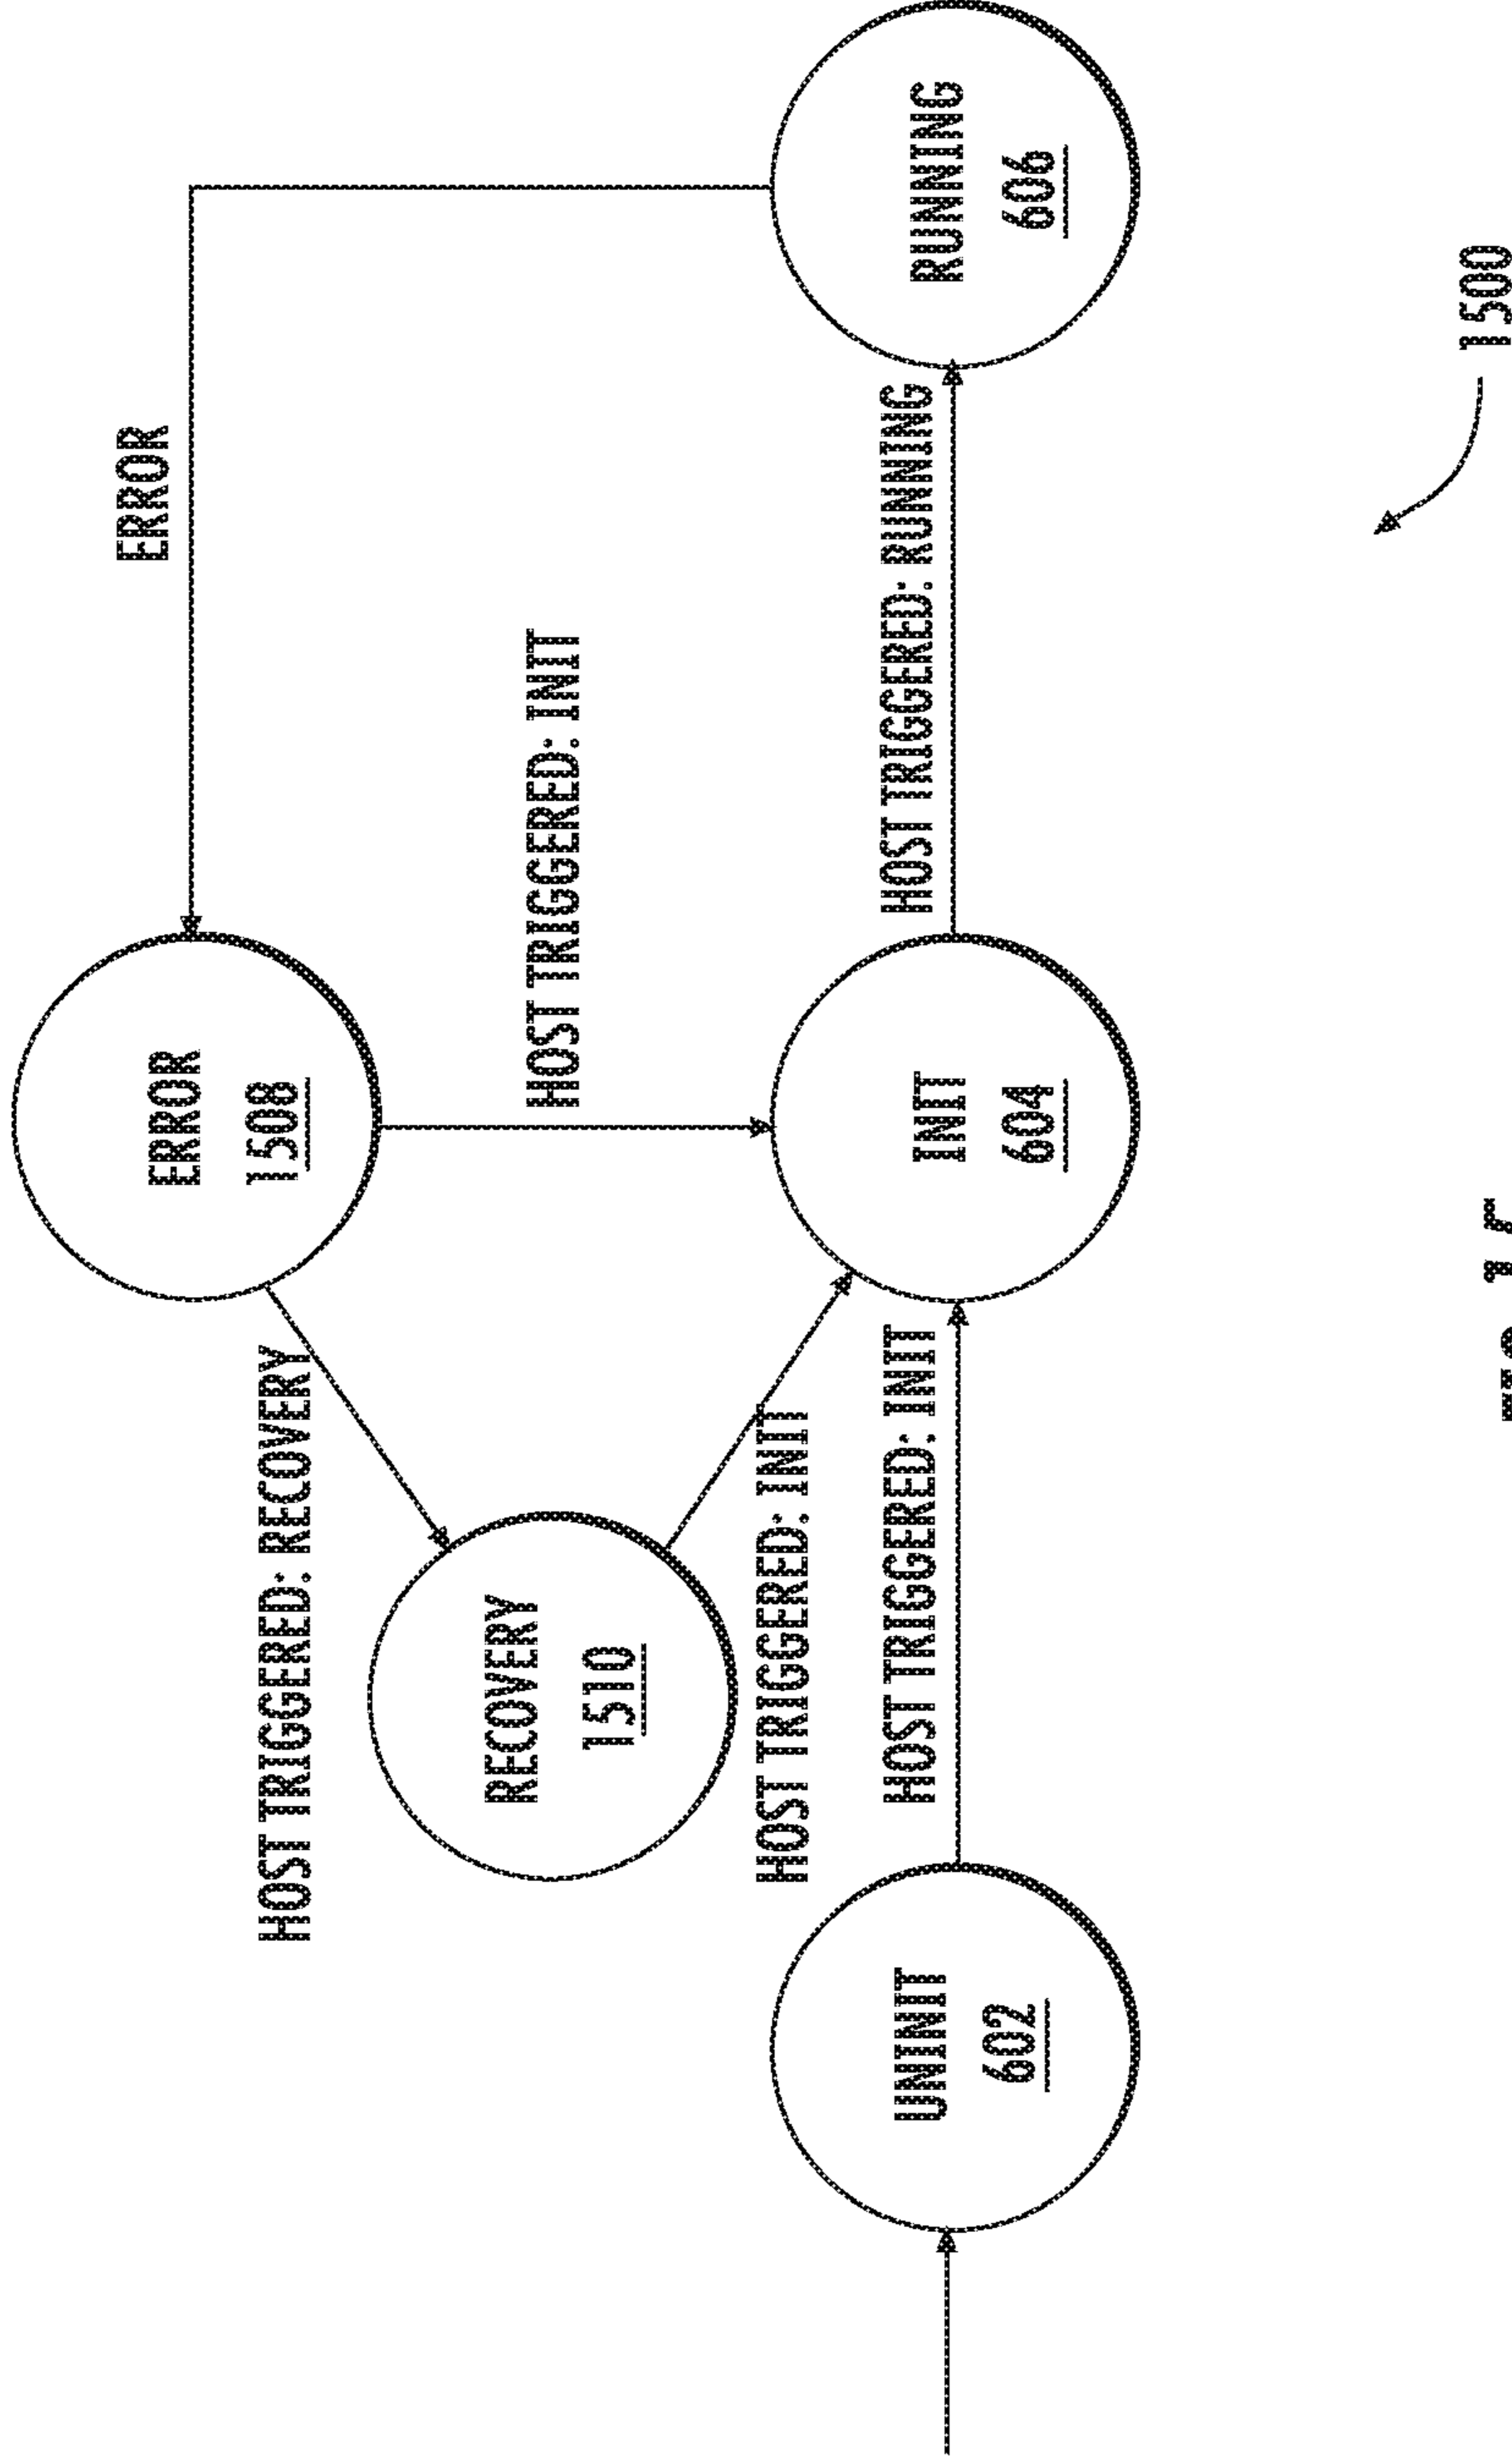 ERROR
ERROR
1508
HOST TRIGGERED: RECOVERY
HOST TRIGGERED: INIT
RECOVERY
1510
HOST TRIGGERED: INIT
HOST TRIGGERED: INIT
HOST TRIGGERED: RUNNING
UNINIT
602
INIT
604
RUNNING
606
1500